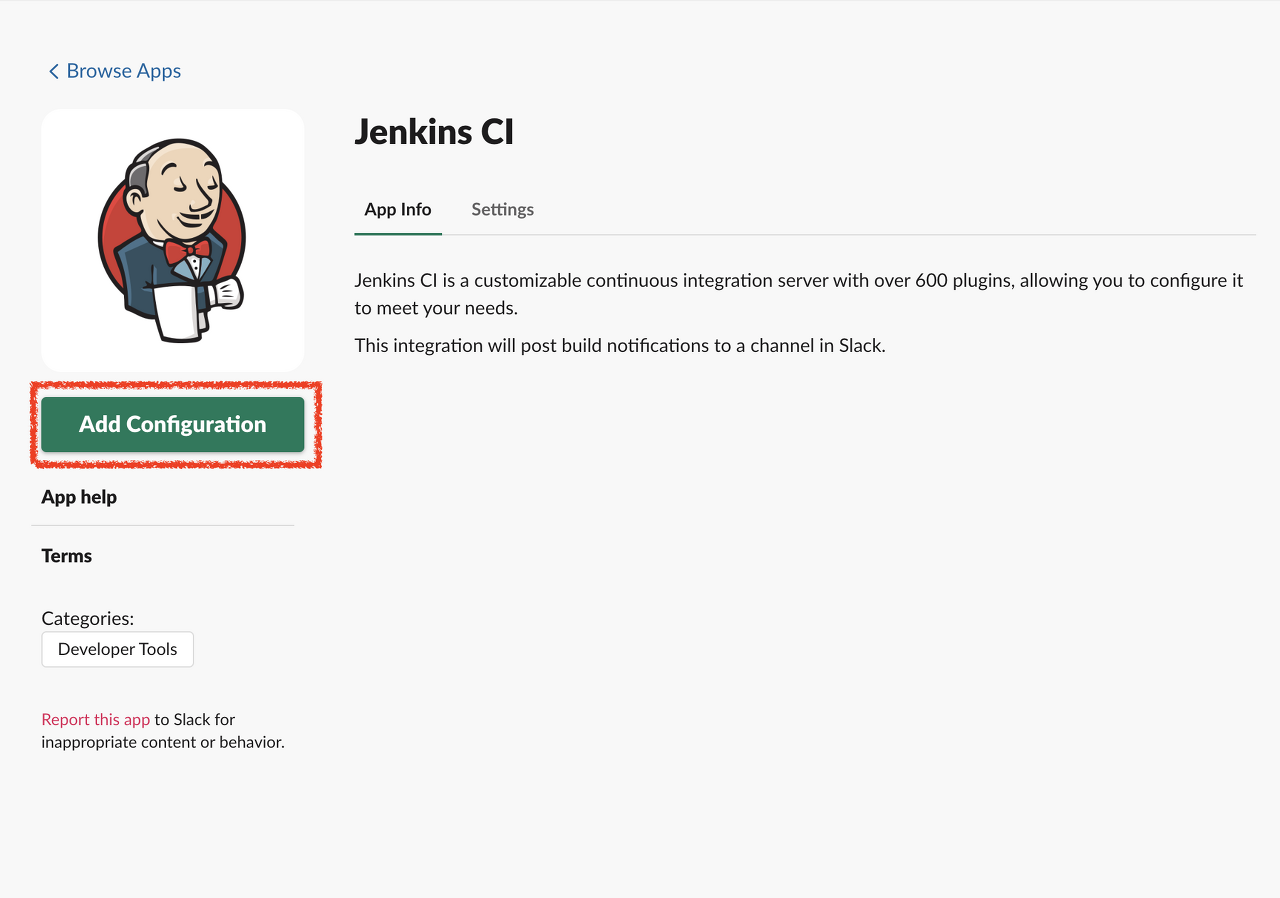 Browse Apps
Jenkins CI
App Info
Settings
Jenkins CI is a customizable continuous integration server with over 600 plugins, allowing you to configure it
to meet your needs.
This integration will post build notifications to a channel in Slack.
Add Configuration
App help
Terms
Categories:
Developer Tools
Report this app to Slack for
inappropriate content or behavior.